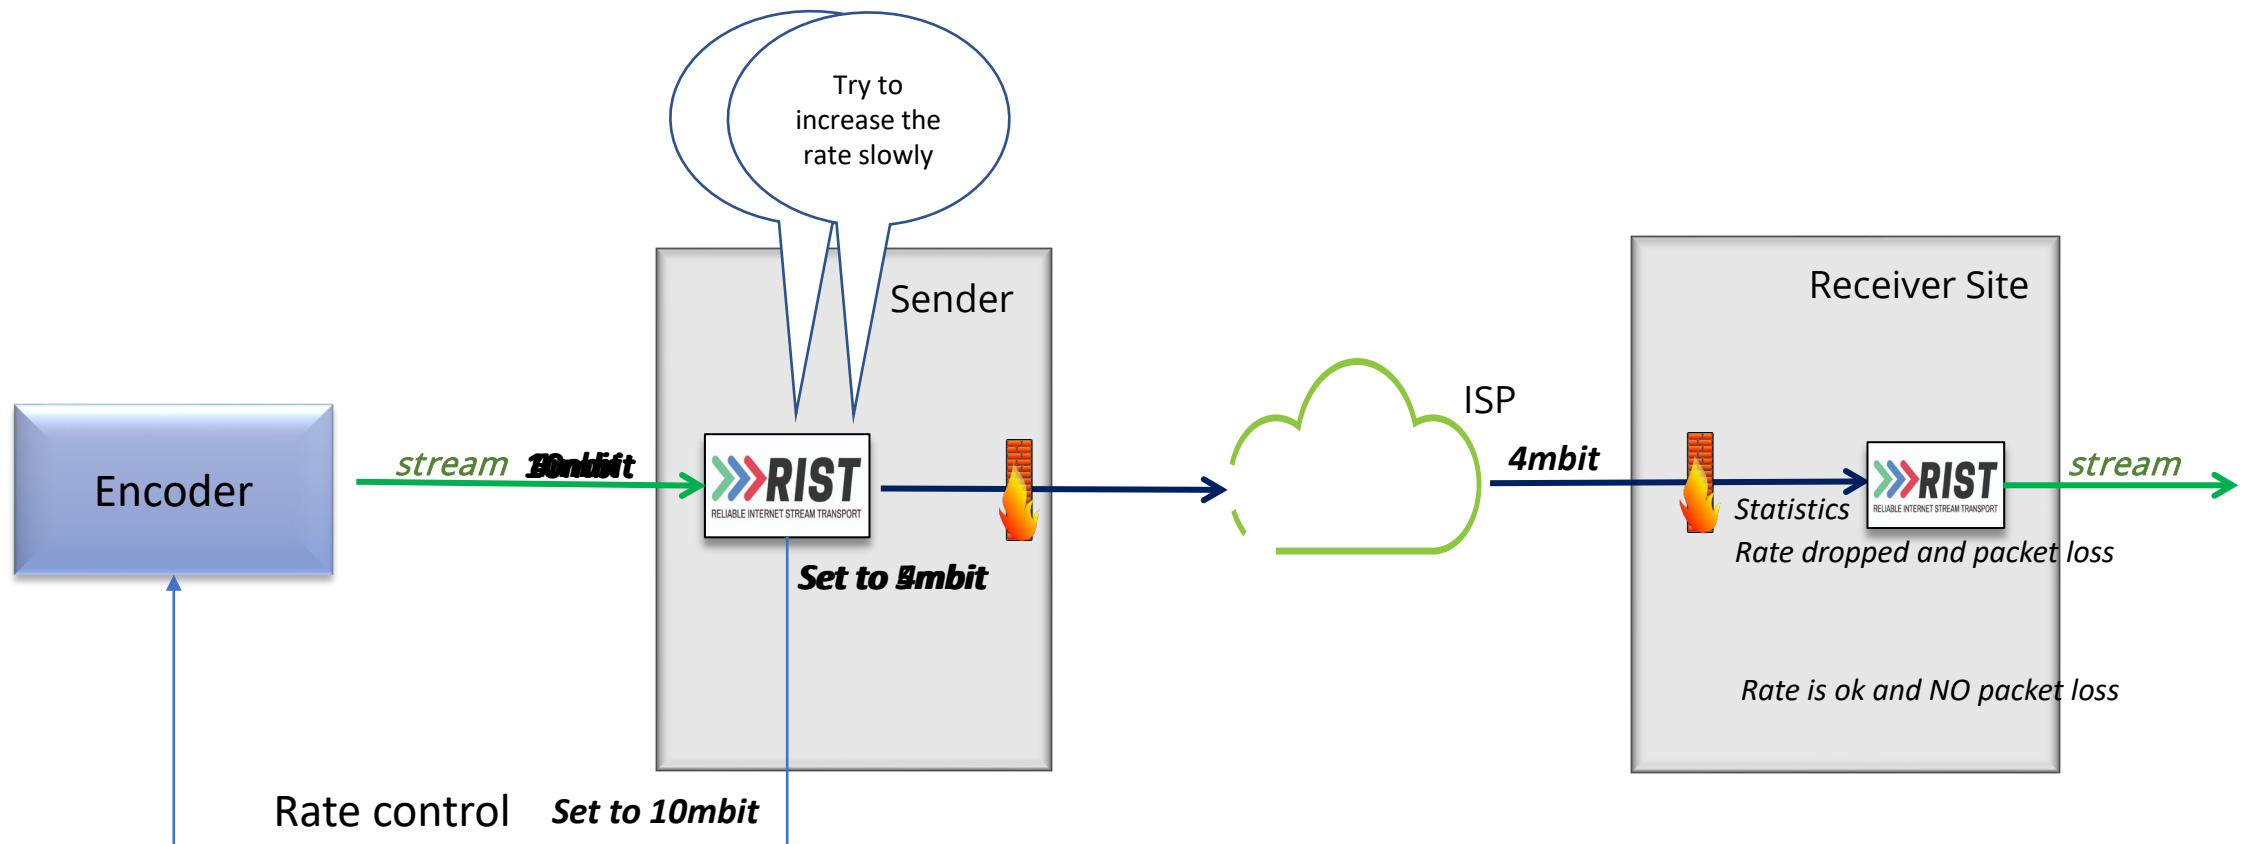 Try to
increase the
rate slowly
Sender
Receiver Site
ISP
Encoder
stream
RIST
RELIABLE INTERNET STREAM TRANSPORT
4mbit
Statistics
RIST
RELIABLE INTERNET STREAM TRANSPORT
stream
Rate dropped and packet loss
Set to
Rate is ok and NO packet loss
Rate control
Set to 10mbit